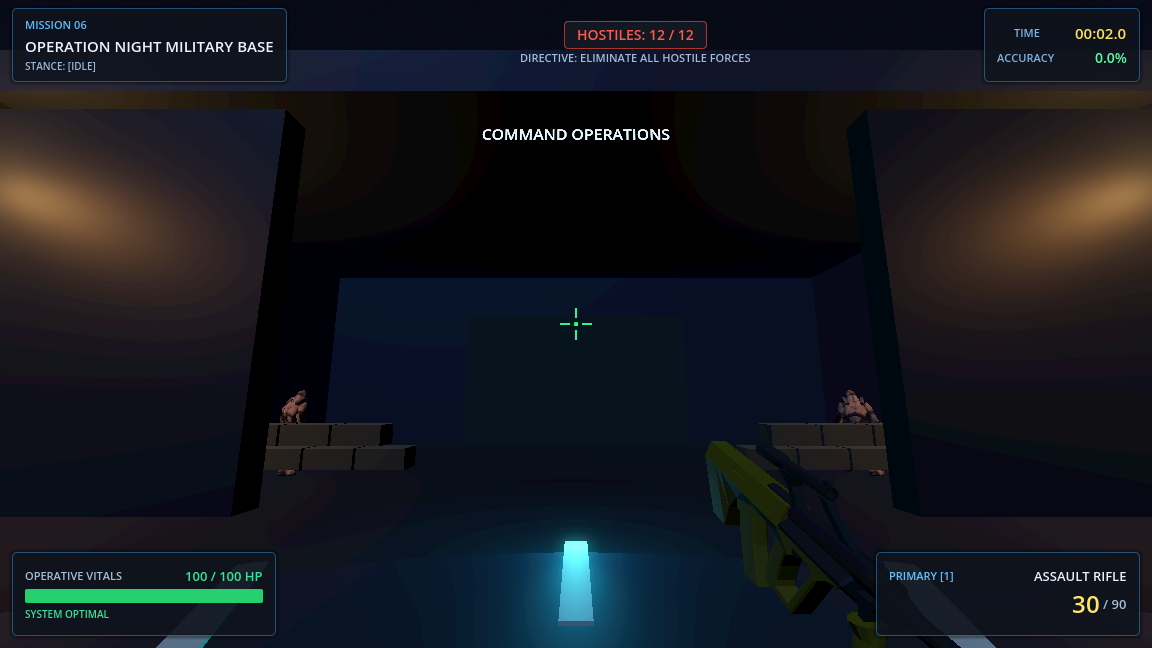 MISSION 06
OPERATION NIGHT MILITARY BASE
STANCE: [IDLE]
HOSTILES: 12 / 12
DIRECTIVE: ELIMINATE ALL HOSTILE FORCES
TIME 00:02.0
ACCURACY 0.0%
COMMAND OPERATIONS
OPERATIVE VITALS 100 / 100 HP
SYSTEM OPTIMAL
PRIMARY [1] ASSAULT RIFLE
30 / 90